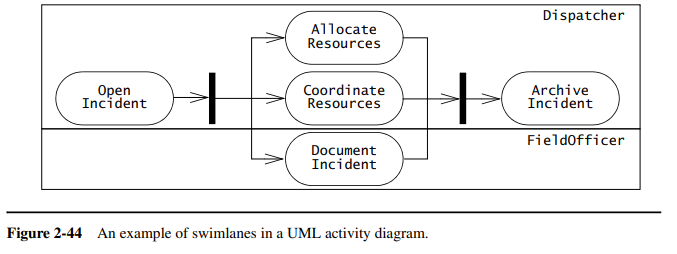 Dispatcher
Allocate
Resources
Open
Incident
Coordinate
Resources
Archive
Incident
FieldOfficer
Document
Incident
Figure 2-44 An example of swimlanes in a UML activity diagram.